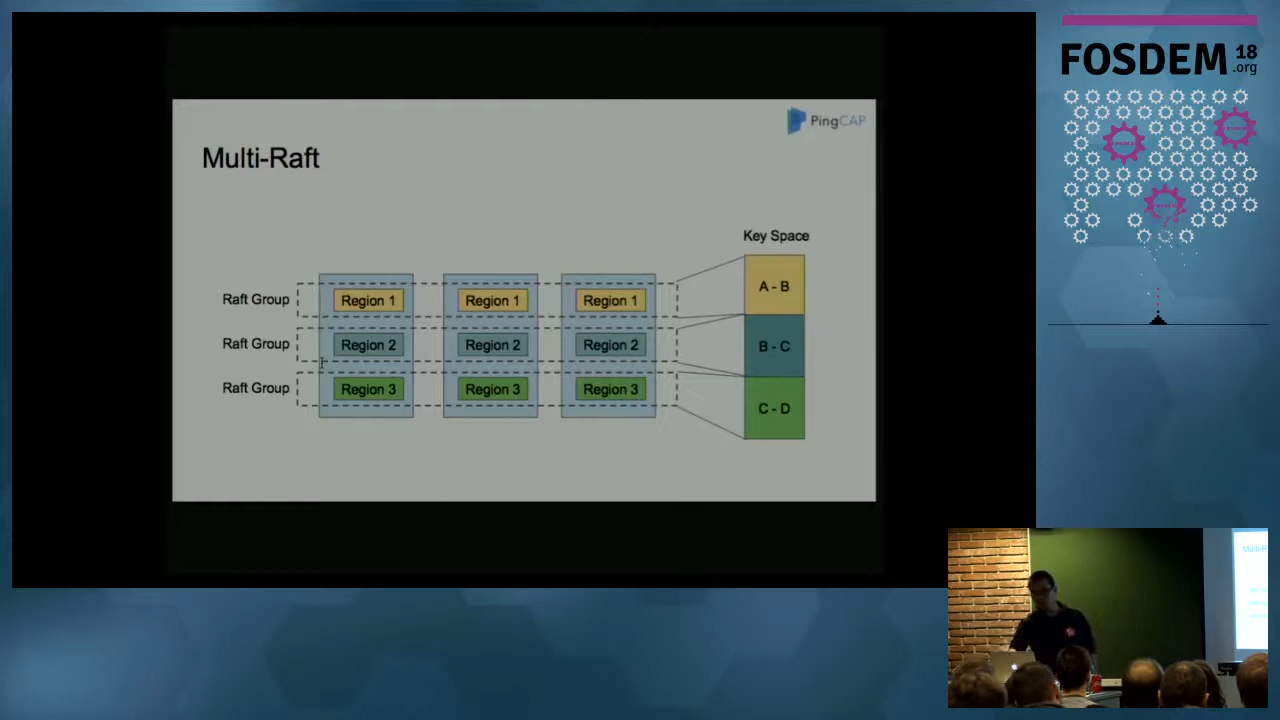 PingCAP
Multi-Raft
Key Space
Raft Group Region 1 Region 1 Region 1 A - B
Raft Group Region 2 Region 2 Region 2 B - C
Raft Group Region 3 Region 3 Region 3 C - D
FOSDEM 18
.org